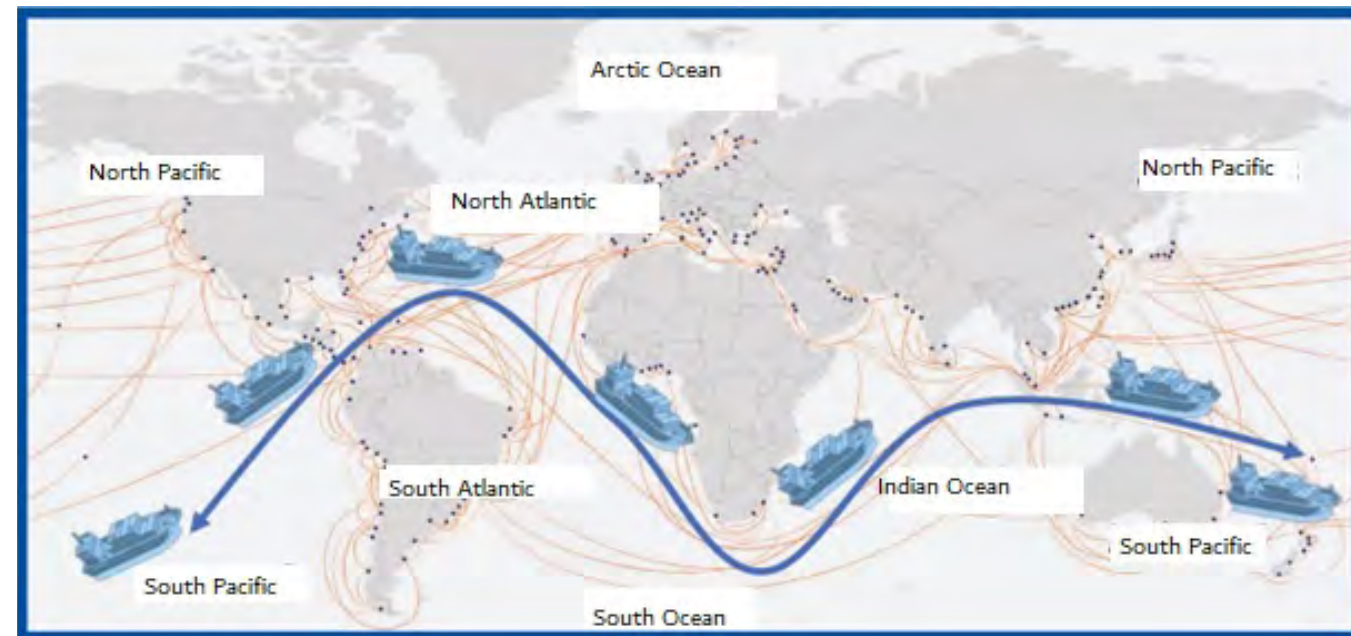 Arctic Ocean
North Pacific
North Pacific
North Atlantic
South Atlantic
Indian Ocean
South Pacific
South Pacific
South Ocean